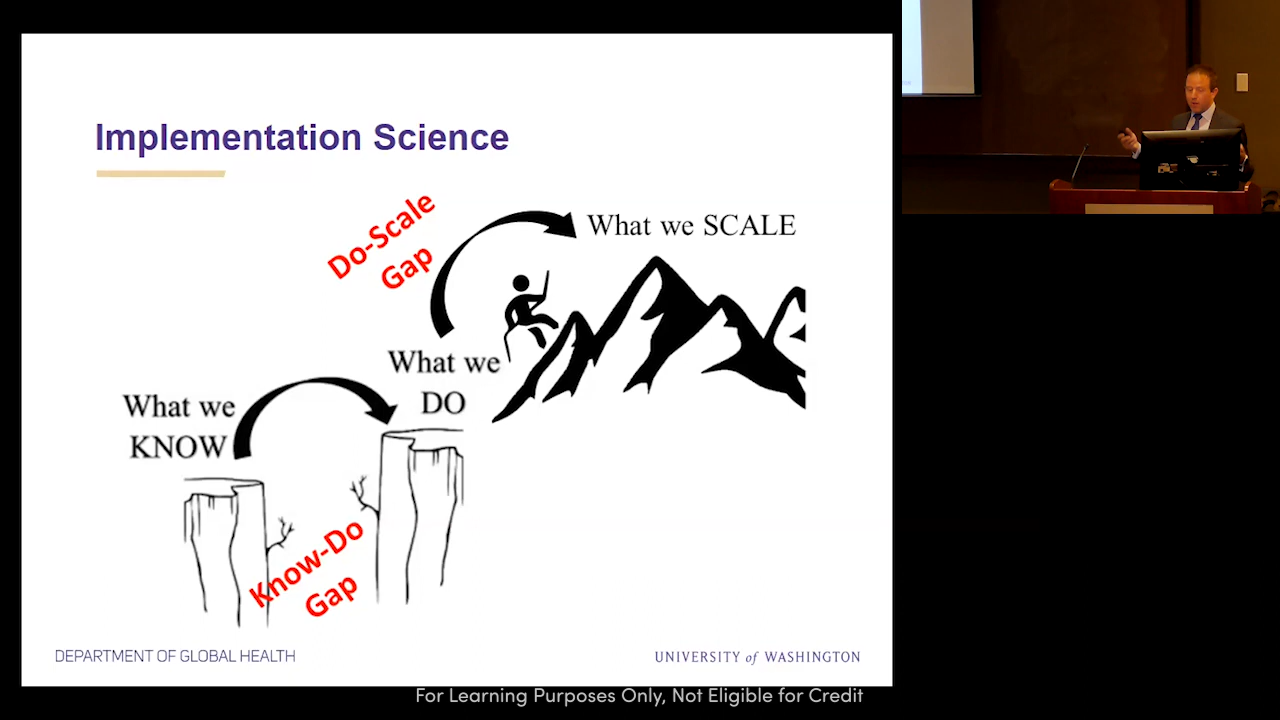 Implementation Science
Do-Scale
Gap
What we SCALE
What we
DO
What we
KNOW
Know-Do
Gap
DEPARTMENT OF GLOBAL HEALTH
UNIVERSITY of WASHINGTON
For Learning Purposes Only, Not Eligible for Credit